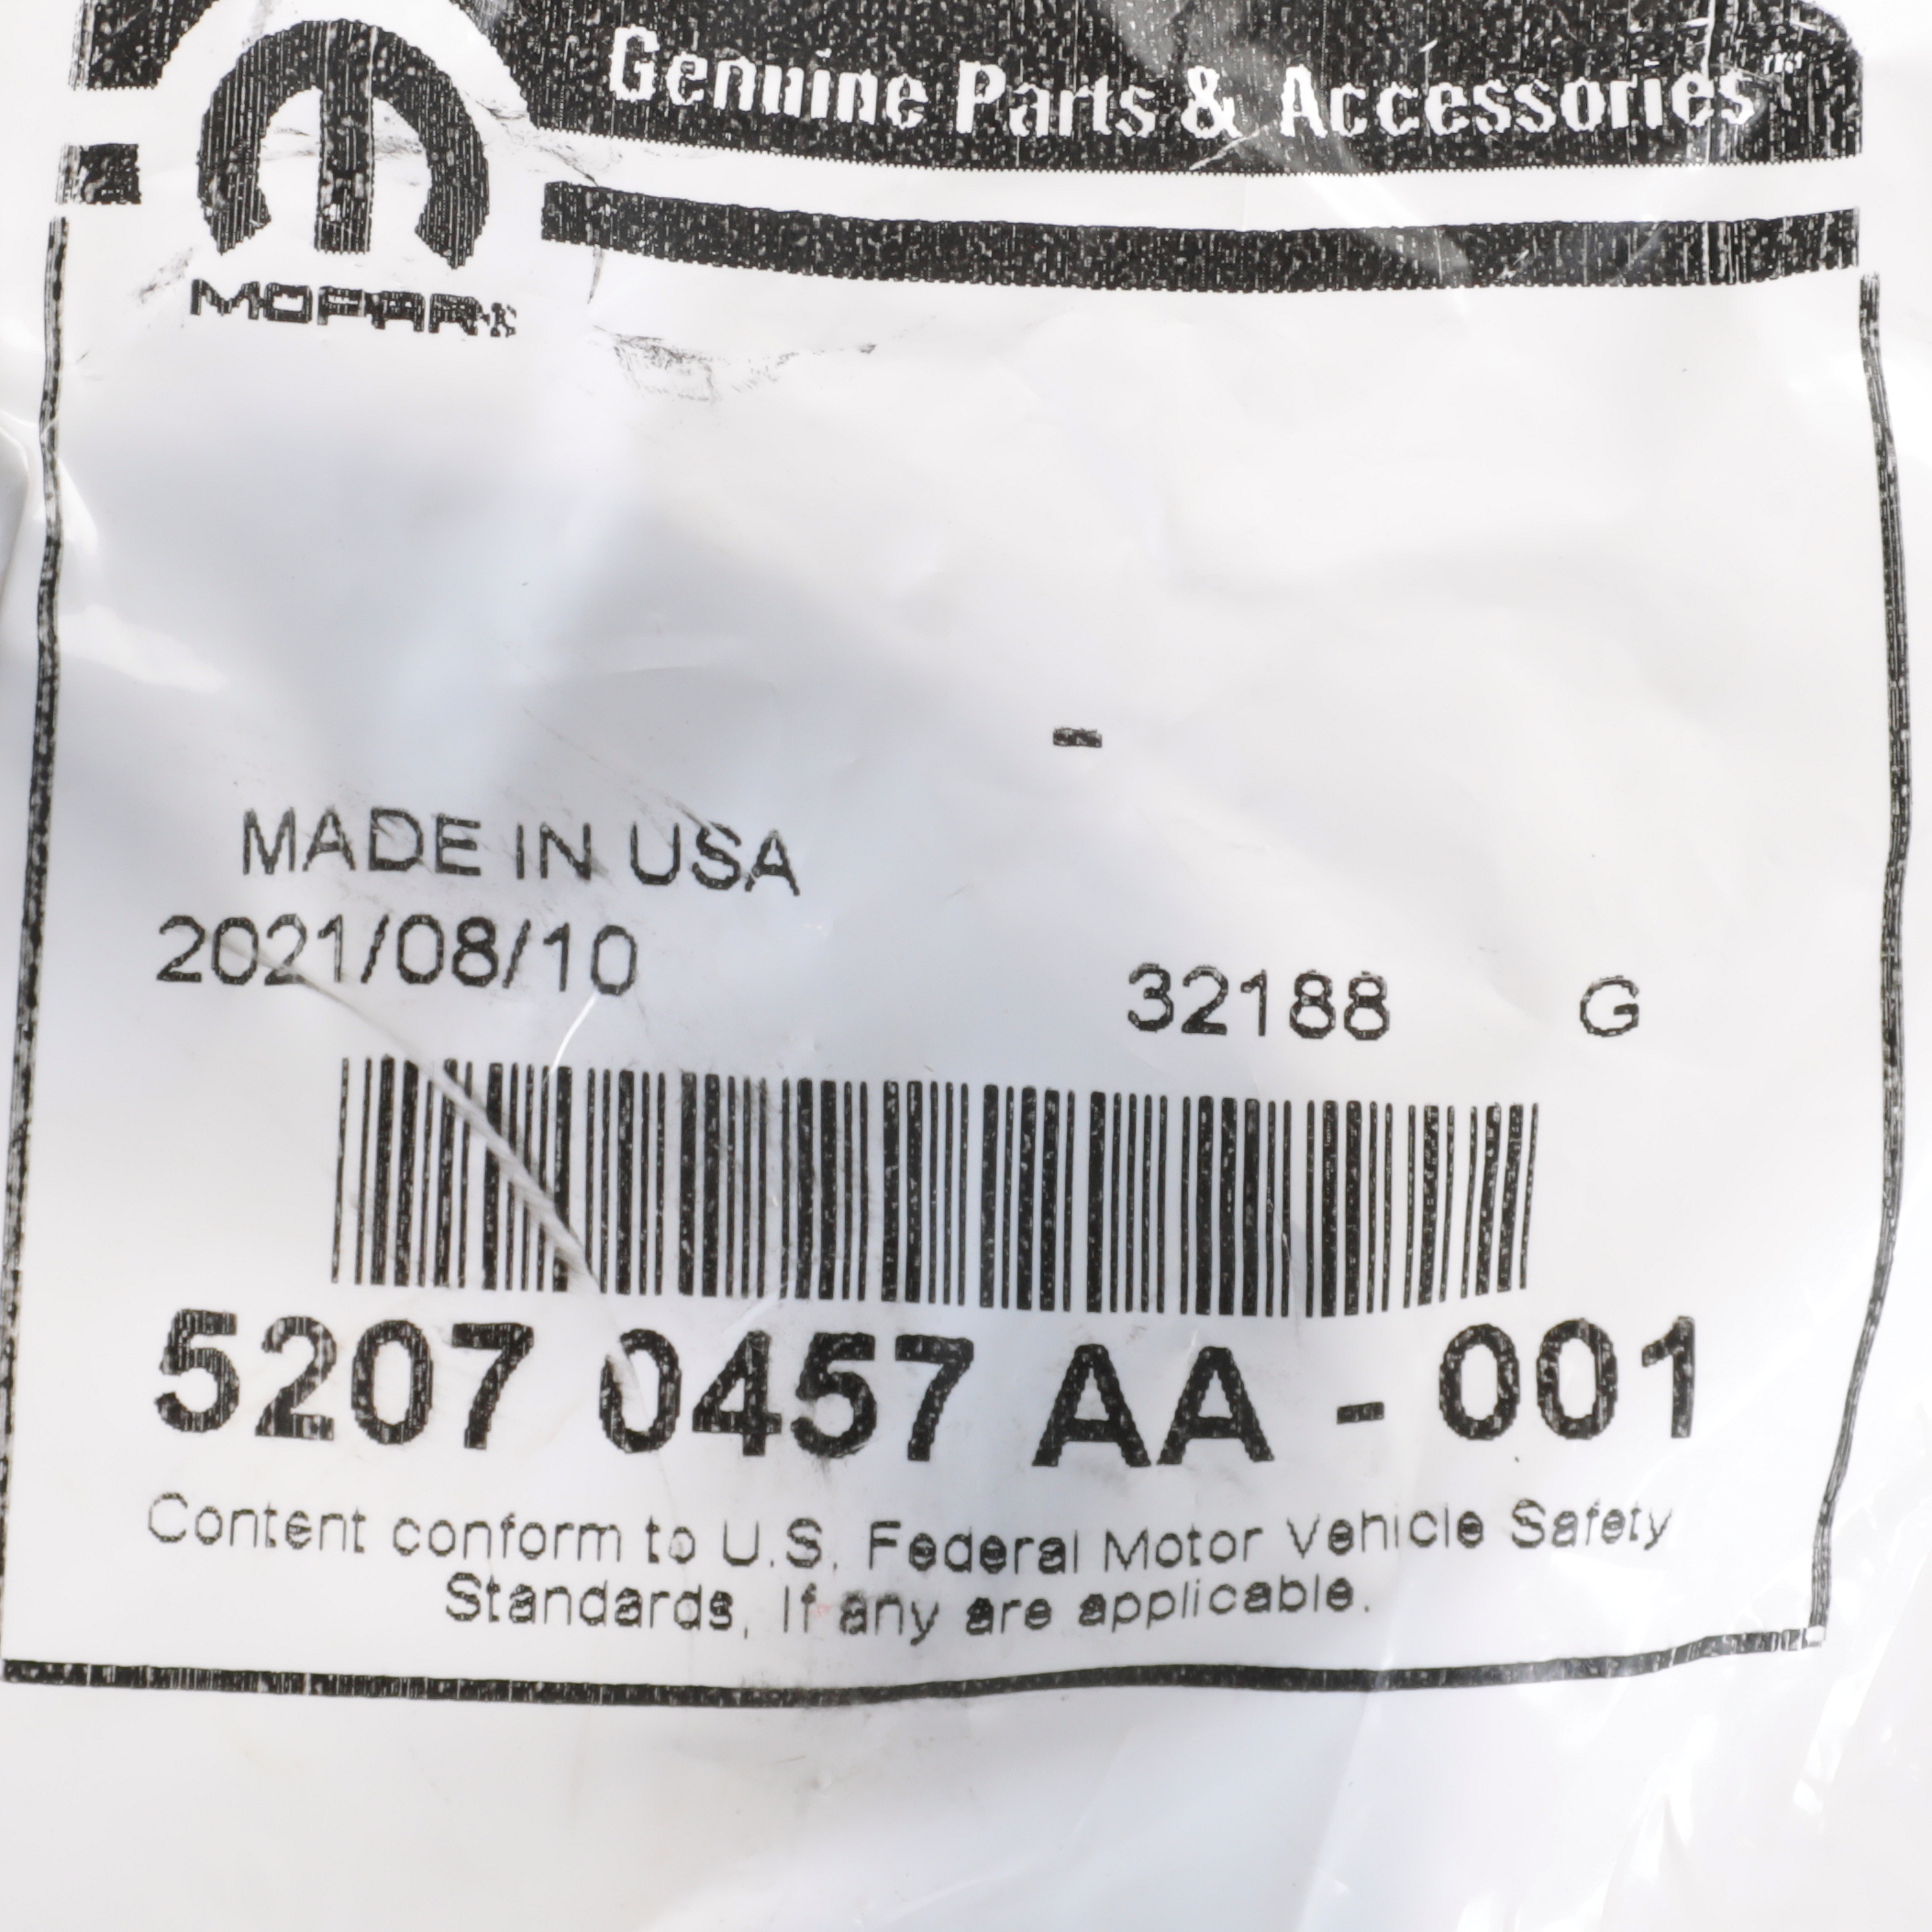 Genuine Parts & Accessories™
MOPAR®
-
MADE IN USA
2021/08/10
32188 G
5207 0457 AA - 001
Content conform to U.S. Federal Motor Vehicle Safety
Standards, If any are applicable.